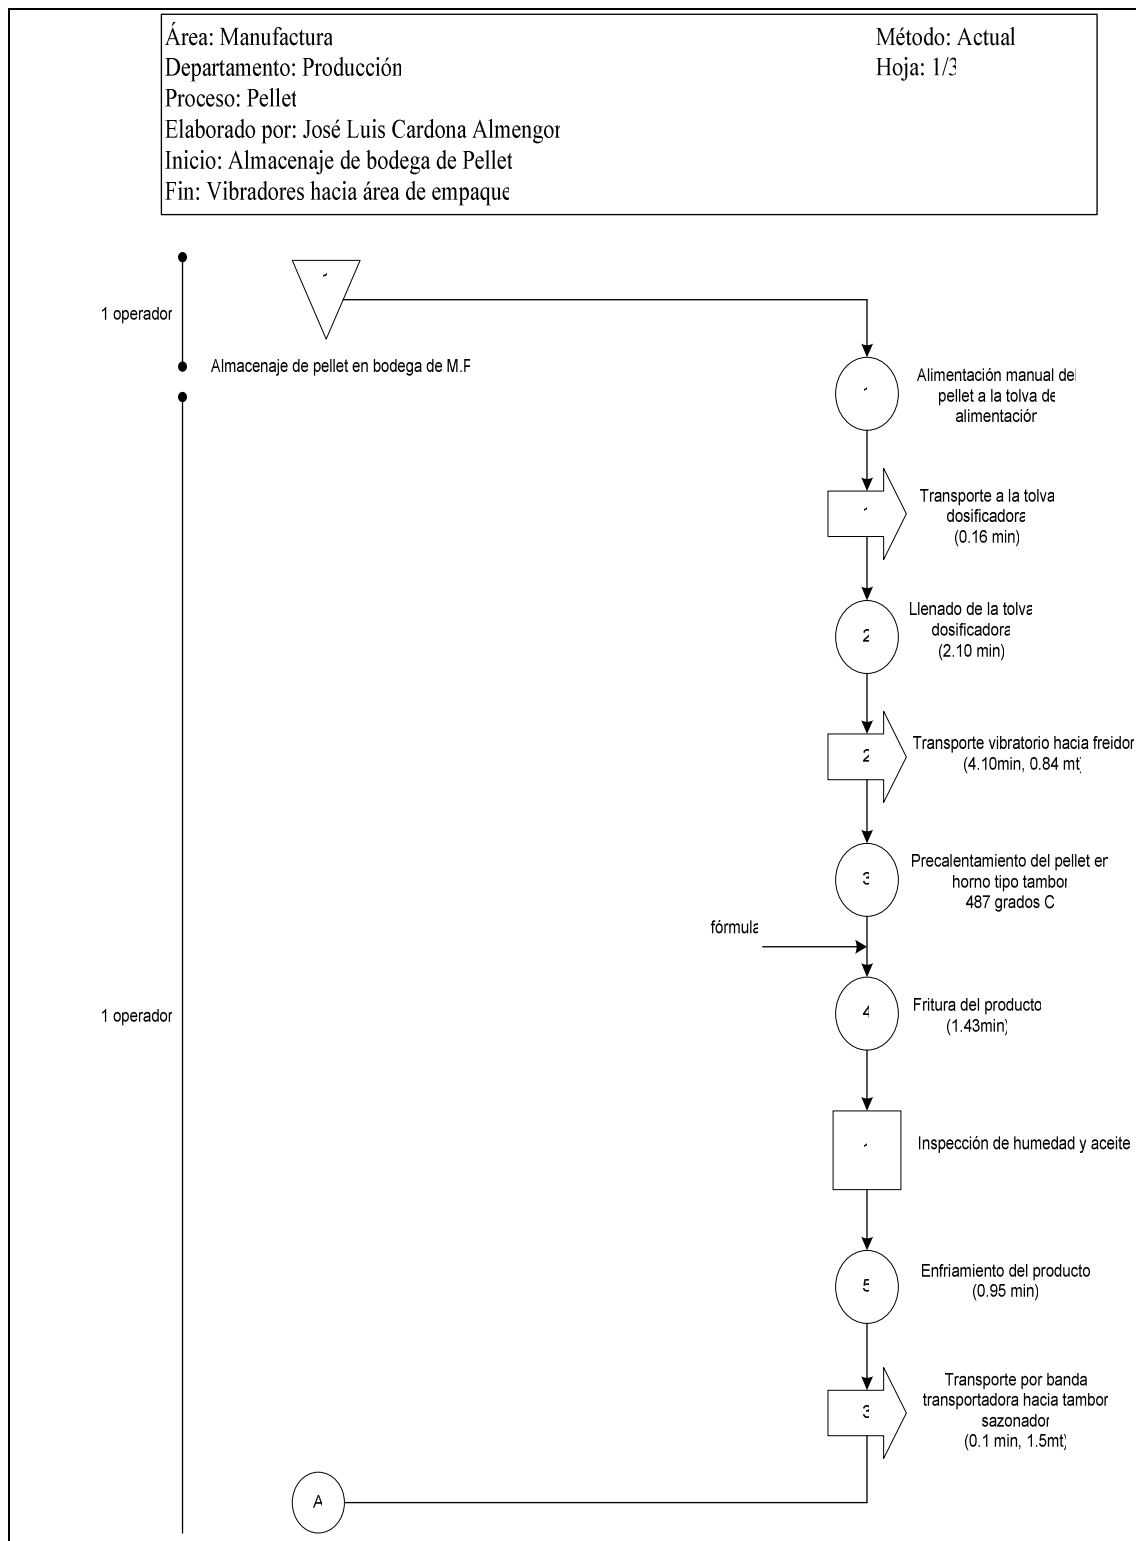 Área: Manufactura
Método: Actual
Departamento: Producción
Hoja: 1/3
Proceso: Pellet
Elaborado por: José Luis Cardona Almengor
Inicio: Almacenaje de bodega de Pellet
Fin: Vibradores hacia área de empaque
1 operador
Almacenaje de pellet en bodega de M.P
Alimentación manual del
pellet a la tolva de
alimentación
Transporte a la tolva
dosificadora
(0.16 min)
Llenado de la tolva
dosificadora
(2.10 min)
2
Transporte vibratorio hacia freidor
(4.10min, 0.84 mt)
2
Precalentamiento del pellet en
horno tipo tambor
487 grados C
3
fórmula
Fritura del producto
(1.43min)
4
1 operador
Inspección de humedad y aceite
Enfriamiento del producto
(0.95 min)
5
Transporte por banda
transportadora hacia tambor
sazonador
(0.1 min, 1.5mt)
3
A